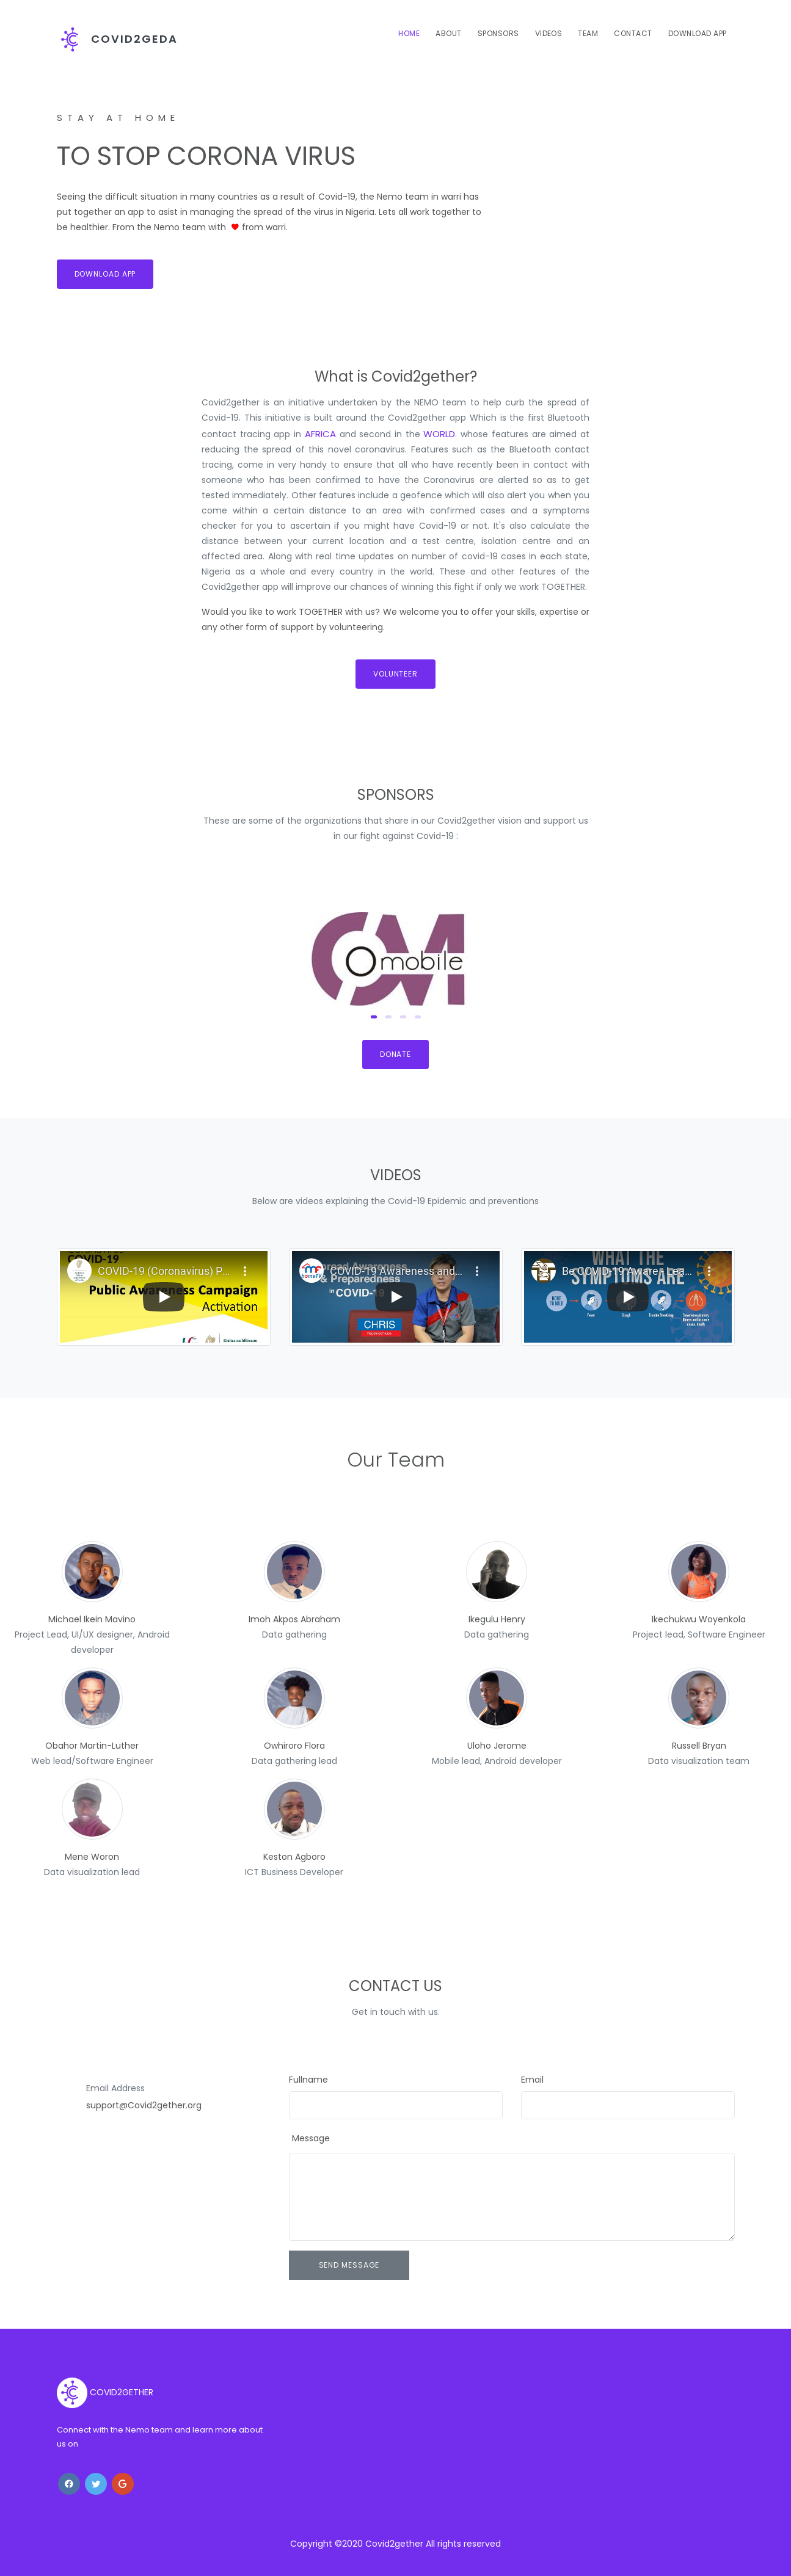 COVID2GEDA
HOME ABOUT SPONSORS VIDEOS TEAM CONTACT DOWNLOAD APP
STAY AT HOME
TO STOP CORONA VIRUS
Seeing the difficult situation in many countries as a result of Covid-19, the Nemo team in warri has
put together an app to asist in managing the spread of the virus in Nigeria. Lets all work together to
be healthier. From the Nemo team with ❤ from warri.
DOWNLOAD APP
What is Covid2gether?
Covid2gether is an initiative undertaken by the NEMO team to help curb the spread of
Covid-19. This initiative is built around the Covid2gether app Which is the first Bluetooth
contact tracing app in AFRICA and second in the WORLD. whose features are aimed at
reducing the spread of this novel coronavirus. Features such as the Bluetooth contact
tracing, come in very handy to ensure that all who have recently been in contact with
someone who has been confirmed to have the Coronavirus are alerted so as to get
tested immediately. Other features include a geofence which will also alert you when you
come within a certain distance to an area with confirmed cases and a symptoms
checker for you to ascertain if you might have Covid-19 or not. It's also calculate the
distance between your current location and a test centre, isolation centre and an
affected area. Along with real time updates on number of covid-19 cases in each state,
Nigeria as a whole and every country in the world. These and other features of the
Covid2gether app will improve our chances of winning this fight if only we work TOGETHER.
Would you like to work TOGETHER with us? We welcome you to offer your skills, expertise or
any other form of support by volunteering.
VOLUNTEER
SPONSORS
These are some of the organizations that share in our Covid2gether vision and support us
in our fight against Covid-19 :
OM
mobile
DONATE
VIDEOS
Below are videos explaining the Covid-19 Epidemic and preventions
COVID-19
COVID-19 (Coronavirus) P...
Public Awareness Campaign
Activation
COVID-19 Awareness and...
Spread Awareness
& Preparedness
in COVID-19
homeTV
CHRIS
Be COVID-19 Aware | Lea...
WHAT THE
SYMPTOMS ARE
Our Team
Michael Ikein Mavino
Project Lead, UI/UX designer, Android
developer
Imoh Akpos Abraham
Data gathering
Ikegulu Henry
Data gathering
Ikechukwu Woyenkola
Project lead, Software Engineer
Obahor Martin-Luther
Web lead/Software Engineer
Owhiroro Flora
Data gathering lead
Uloho Jerome
Mobile lead, Android developer
Russell Bryan
Data visualization team
Mene Woron
Data visualization lead
Keston Agboro
ICT Business Developer
CONTACT US
Get in touch with us.
Email Address
support@Covid2gether.org
Fullname
Email
Message
SEND MESSAGE
COVID2GETHER
Connect with the Nemo team and learn more about
us on
Copyright ©2020 Covid2gether All rights reserved